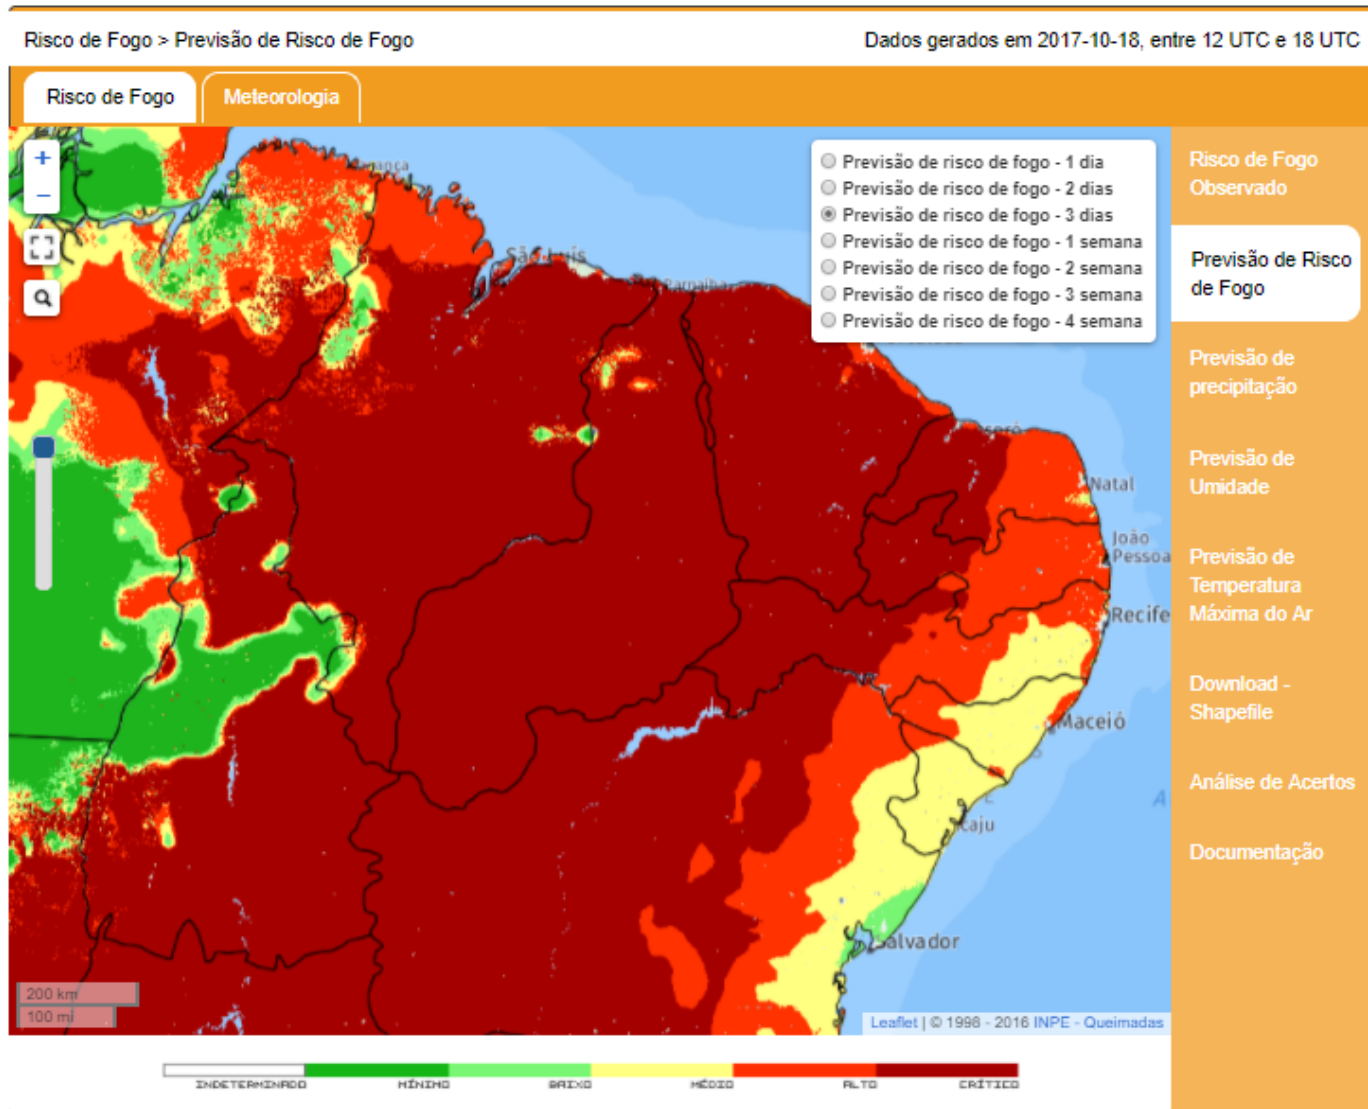 Risco de Fogo > Previsão de Risco de Fogo
Dados gerados em 2017-10-18, entre 12 UTC e 18 UTC
Risco de Fogo
Meteorologia
+
−
Previsão de risco de fogo - 1 dia
Previsão de risco de fogo - 2 dias
Previsão de risco de fogo - 3 dias
Previsão de risco de fogo - 1 semana
Previsão de risco de fogo - 2 semana
Previsão de risco de fogo - 3 semana
Previsão de risco de fogo - 4 semana
Risco de Fogo
Observado
Previsão de Risco
de Fogo
Previsão de
precipitação
Previsão de
Umidade
Previsão de
Temperatura
Máxima do Ar
Download -
Shapefile
Análise de Acertos
Documentação
São Luís
Parnaíba
Natal
João
Pessoa
Recife
Maceió
caju
Salvador
A
200 km
100 mi
Leaflet | © 1998 - 2016 INPE - Queimadas
INDETERMINADO
MÍNIMO
BAIXO
MÉDIO
ALTO
CRÍTICO